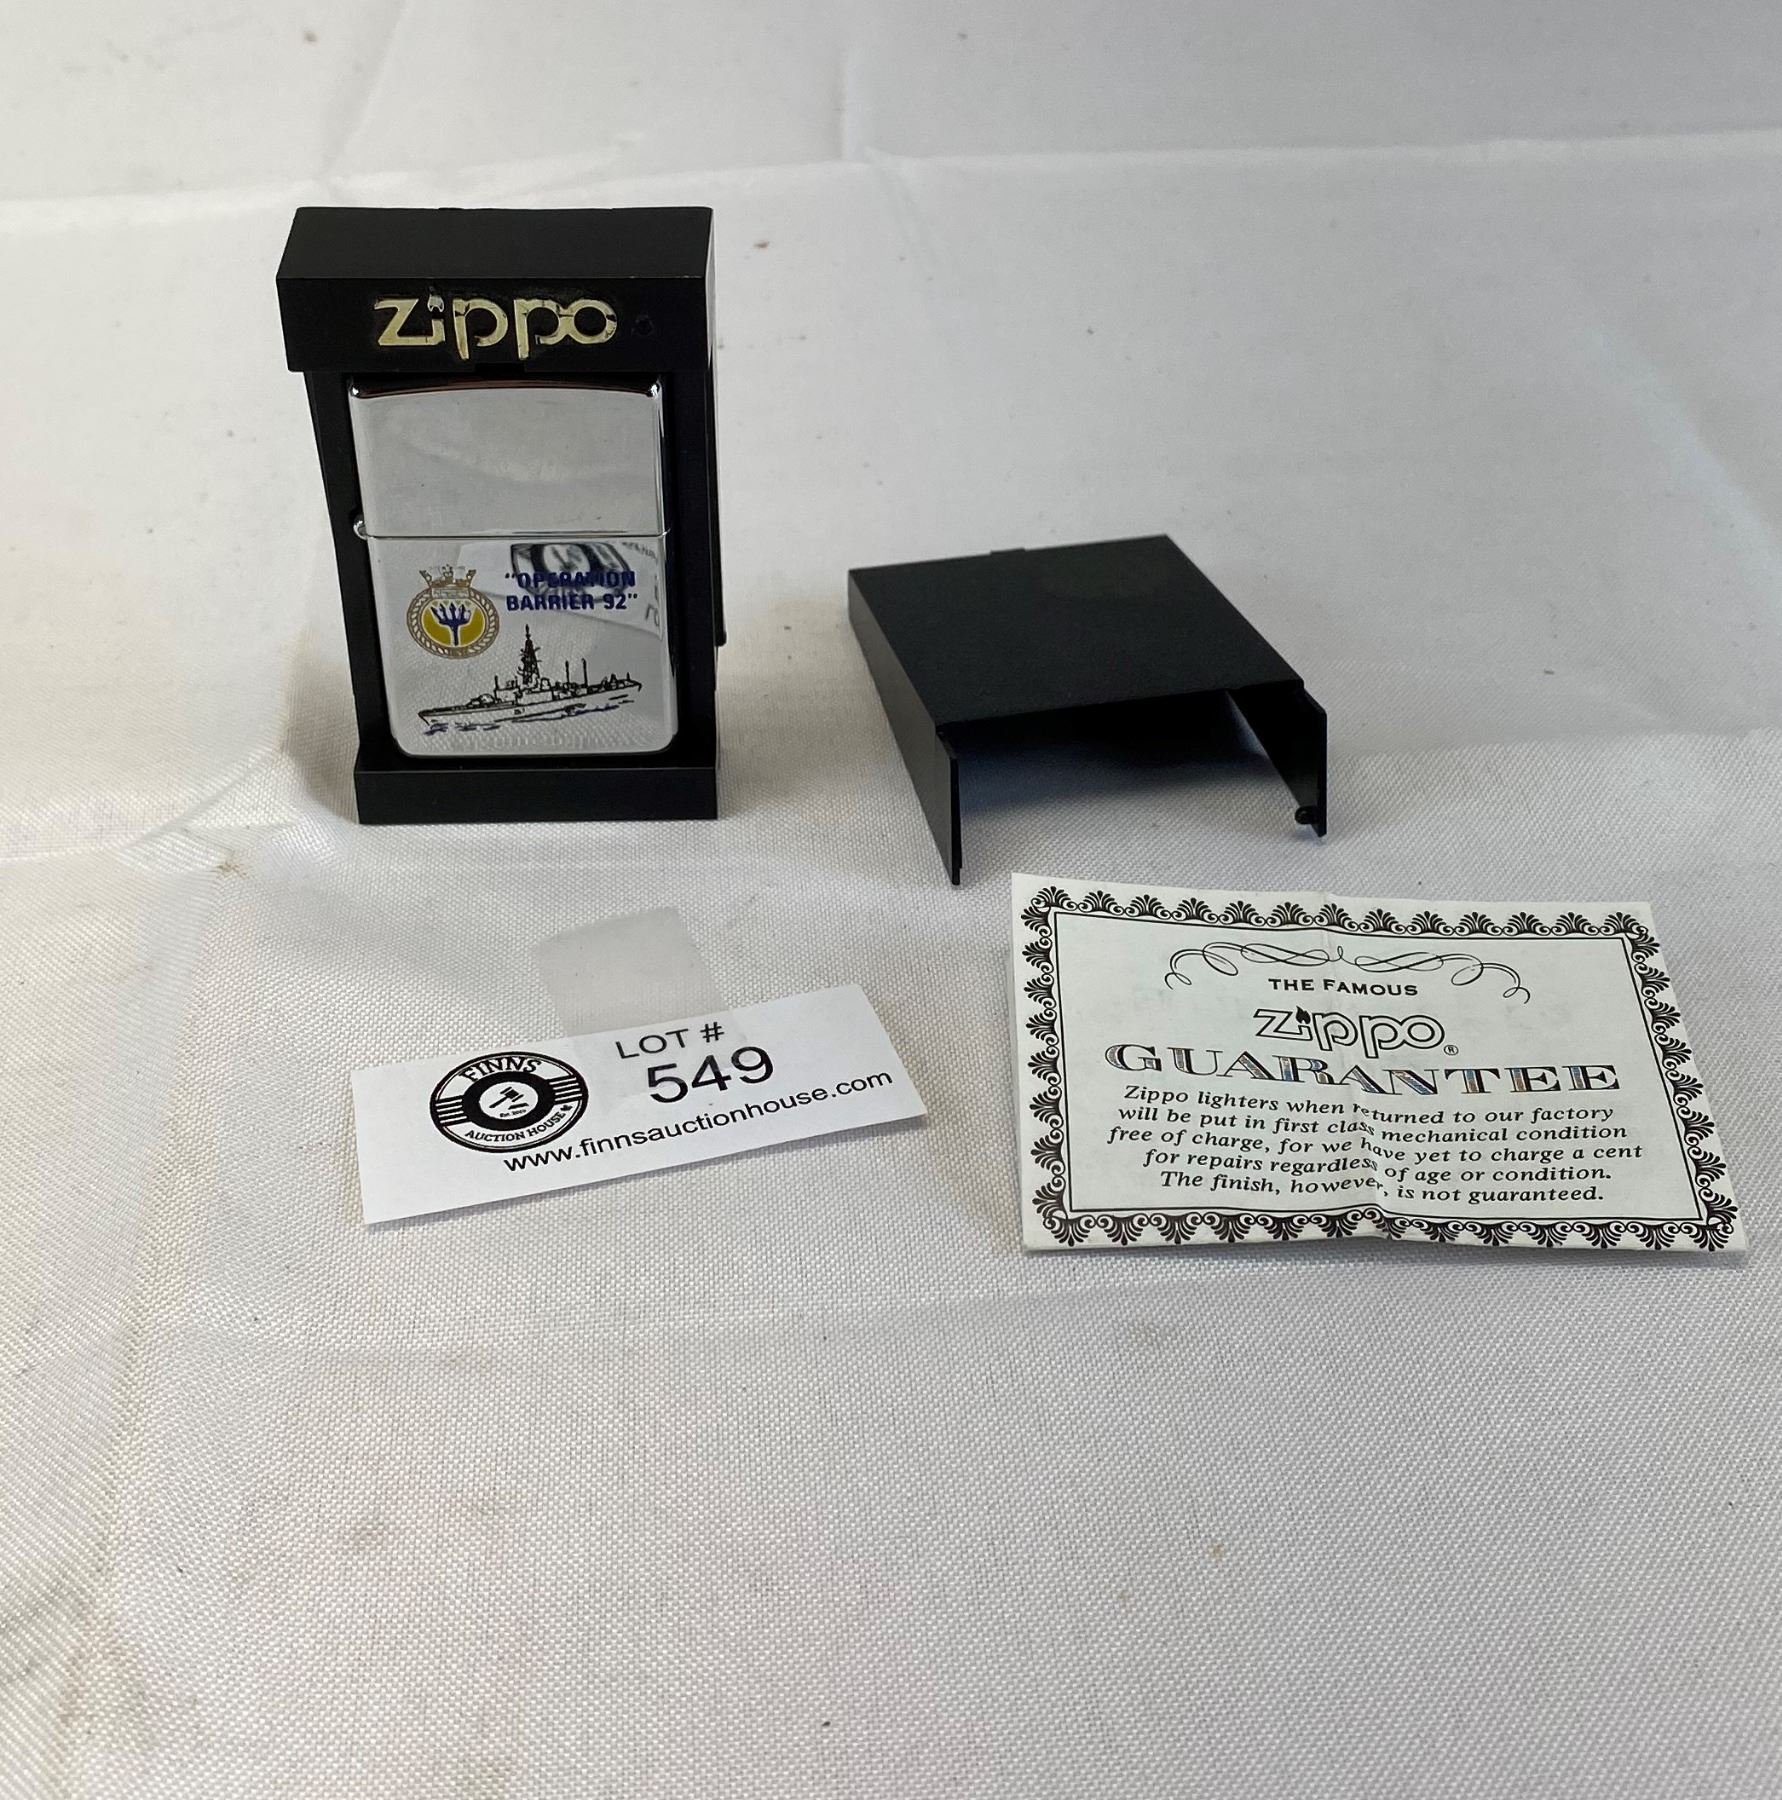 zippo
"OPERATION
BARRIER 92"
LOT #
549
FINNS
AUCTION HOUSE
www.finnsauctionhouse.com
THE FAMOUS
zippo®
GUARANTEE
Zippo lighters when returned to our factory
will be put in first class mechanical condition
free of charge, for we have yet to charge a cent
for repairs regardless of age or condition.
The finish, however, is not guaranteed.